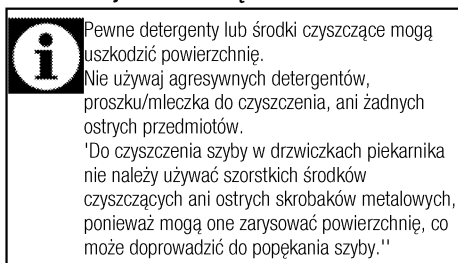 Pewne detergenty lub środki czyszczące mogą
uszkodzić powierzchnię.
Nie używaj agresywnych detergentów,
proszku/mleczka do czyszczenia, ani żadnych
ostrych przedmiotów.
'Do czyszczenia szyby w drzwiczkach piekarnika
nie należy używać szorstkich środków
czyszczących ani ostrych skrobaków metalowych,
ponieważ mogą one zarysować powierzchnię, co
może doprowadzić do popękania szyby.''